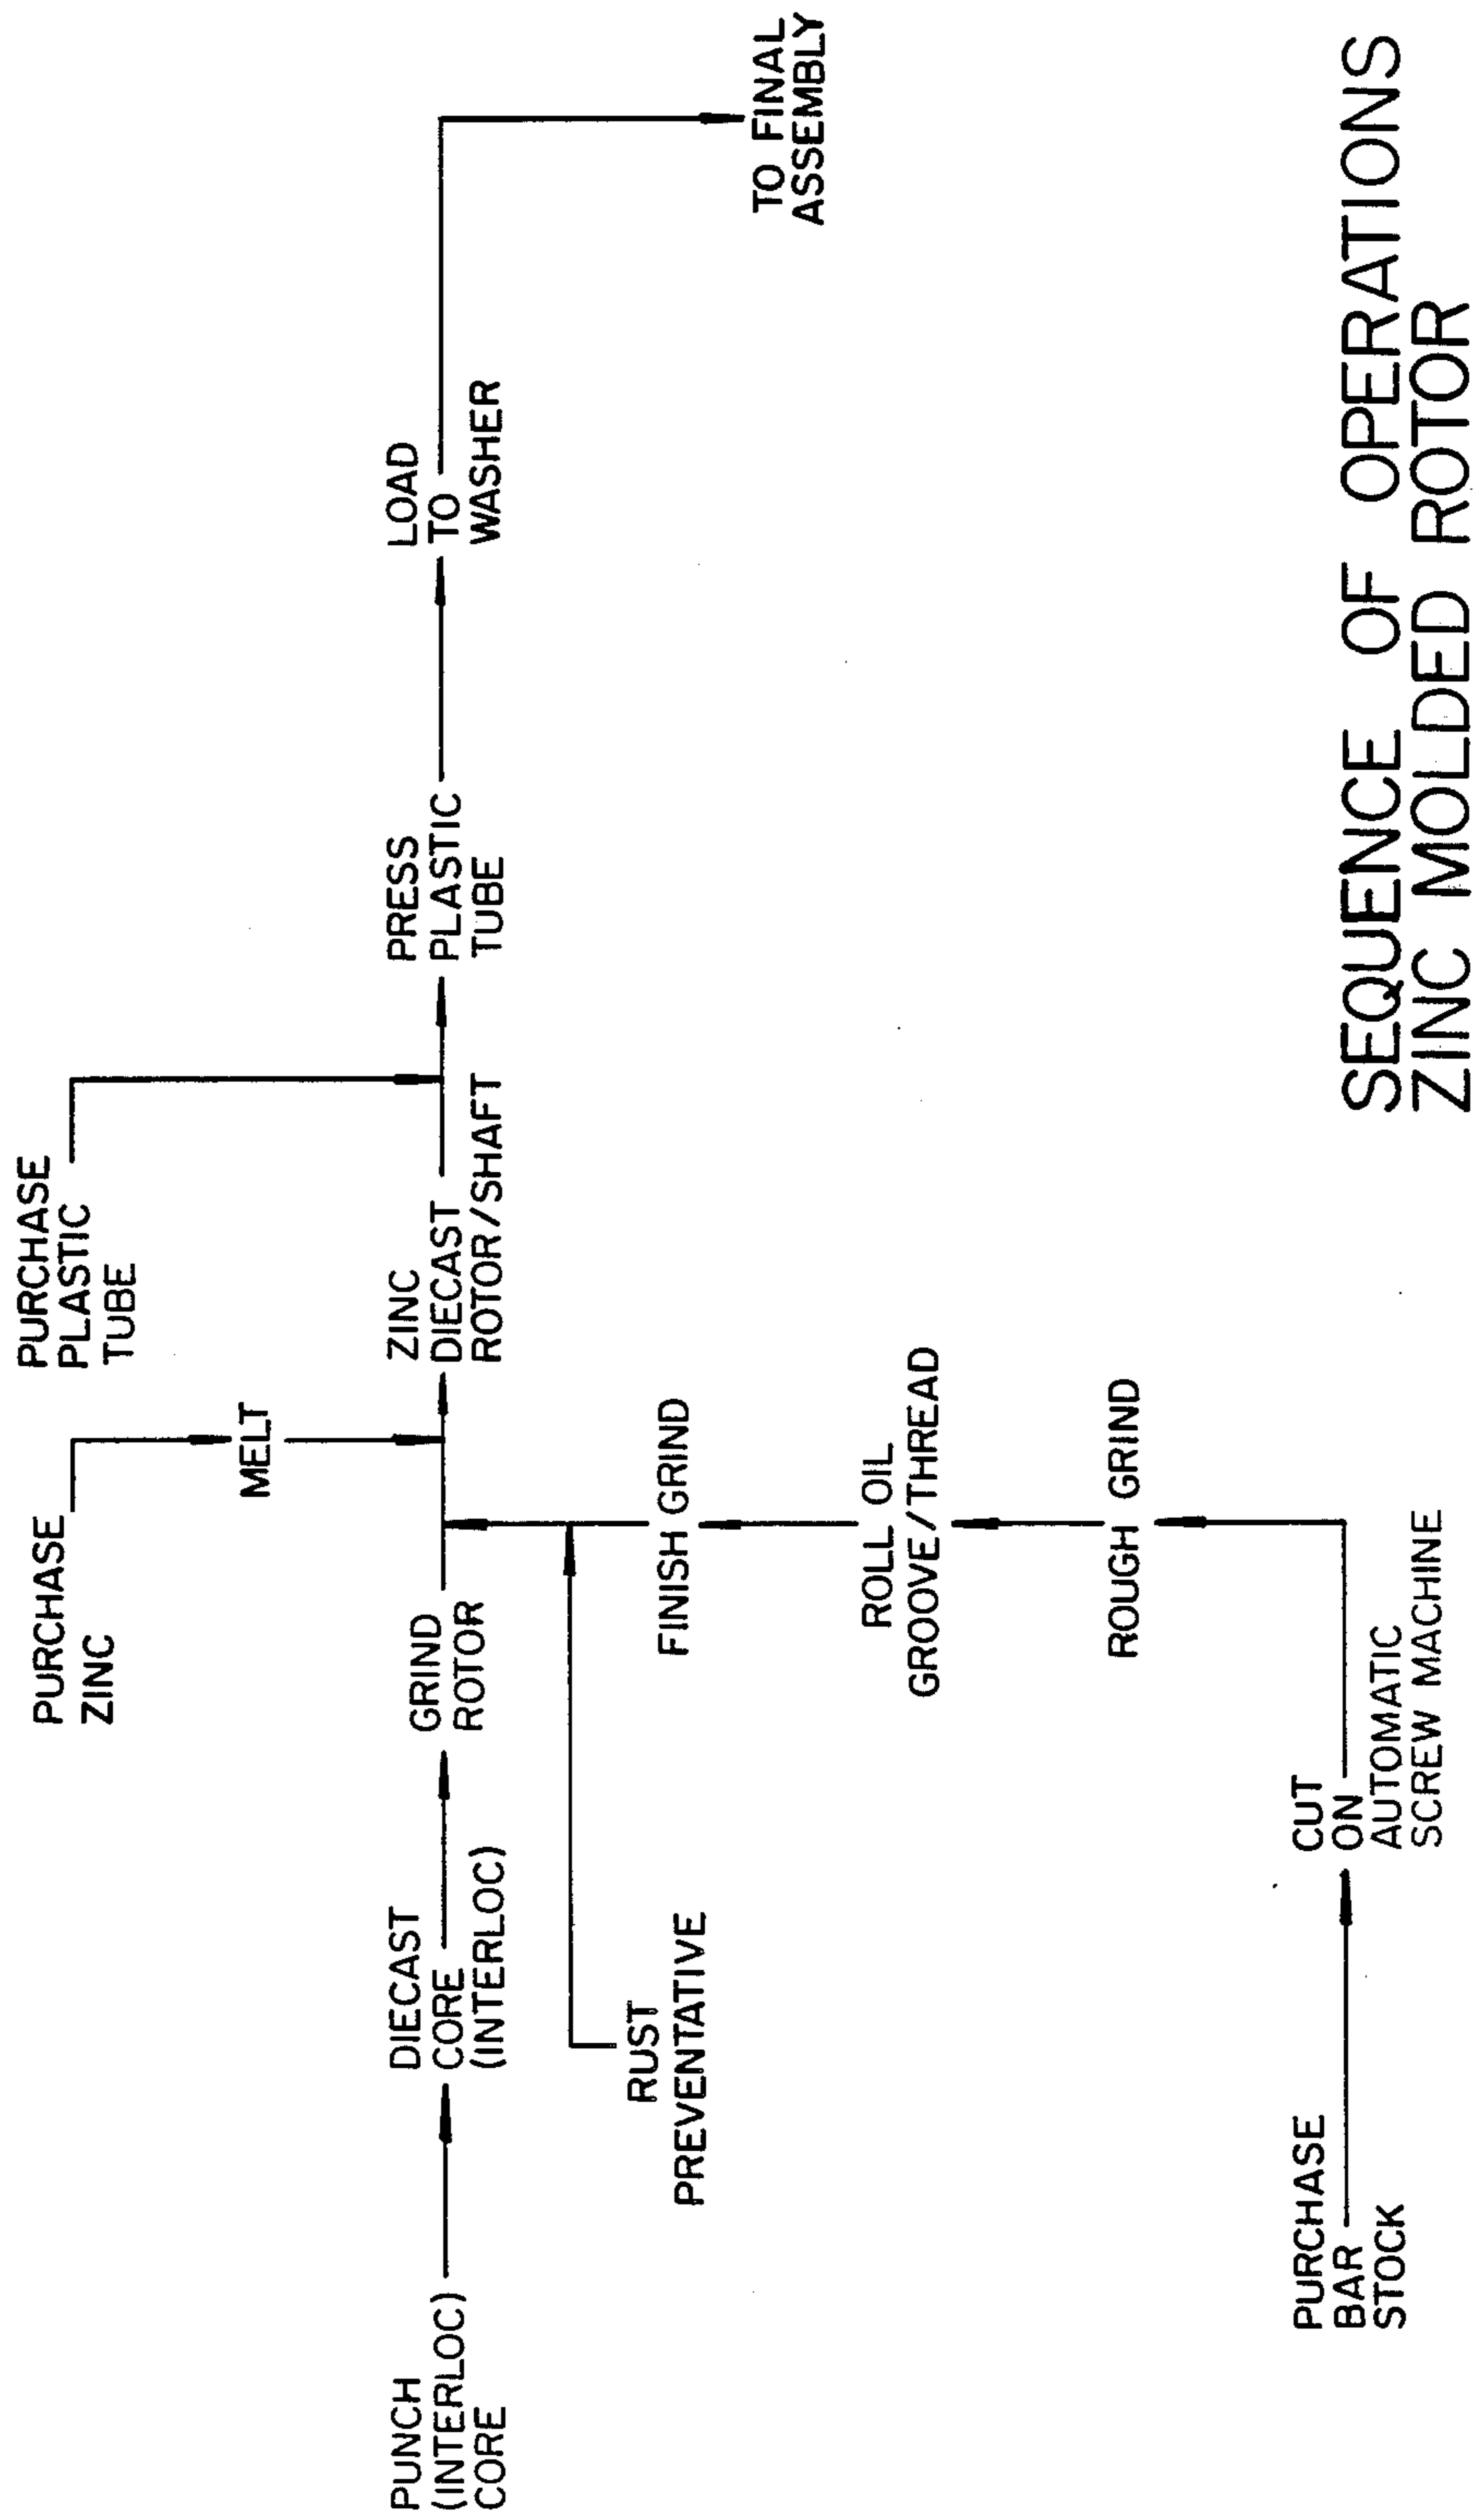 PURCHASE
PLASTIC
TUBE
PURCHASE
ZINC
MELT
PUNCH
(INTERLOC)
CORE
DIECAST
CORE
(INTERLOC)
GRIND
ROTOR
ZINC
DIECAST
ROTOR/SHAFT
PRESS
PLASTIC
TUBE
LOAD
TO
WASHER
RUST
PREVENTATIVE
FINISH GRIND
TO FINAL
ASSEMBLY
ROLL OIL
GROOVE/THREAD
ROUGH GRIND
PURCHASE
BAR
STOCK
CUT
ON
AUTOMATIC
SCREW MACHINE
SEQUENCE OF OPERATIONS
ZINC MOLDED ROTOR